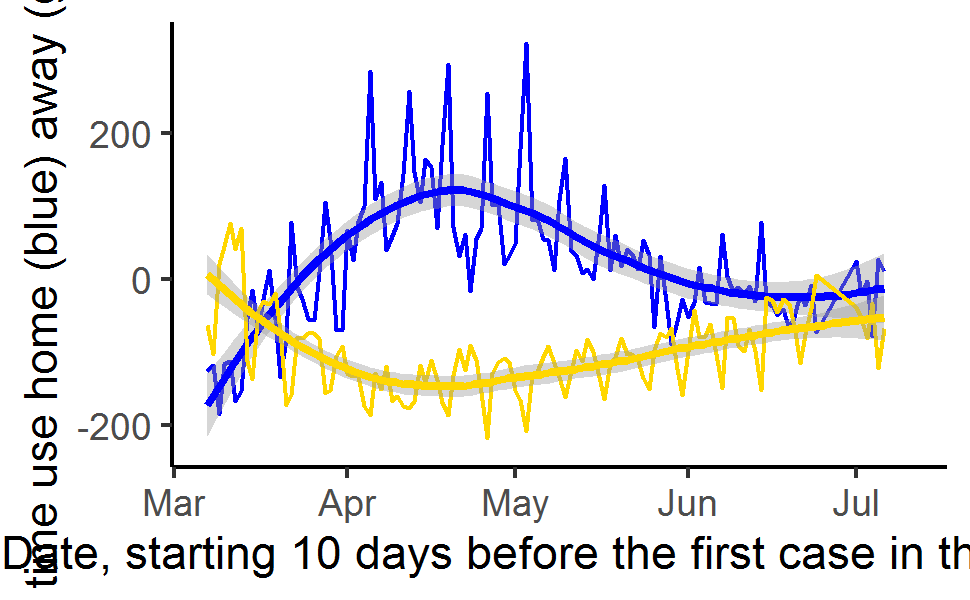 time use home (blue) away (
200
0
-200
Mar Apr May Jun Jul
Date, starting 10 days before the first case in th